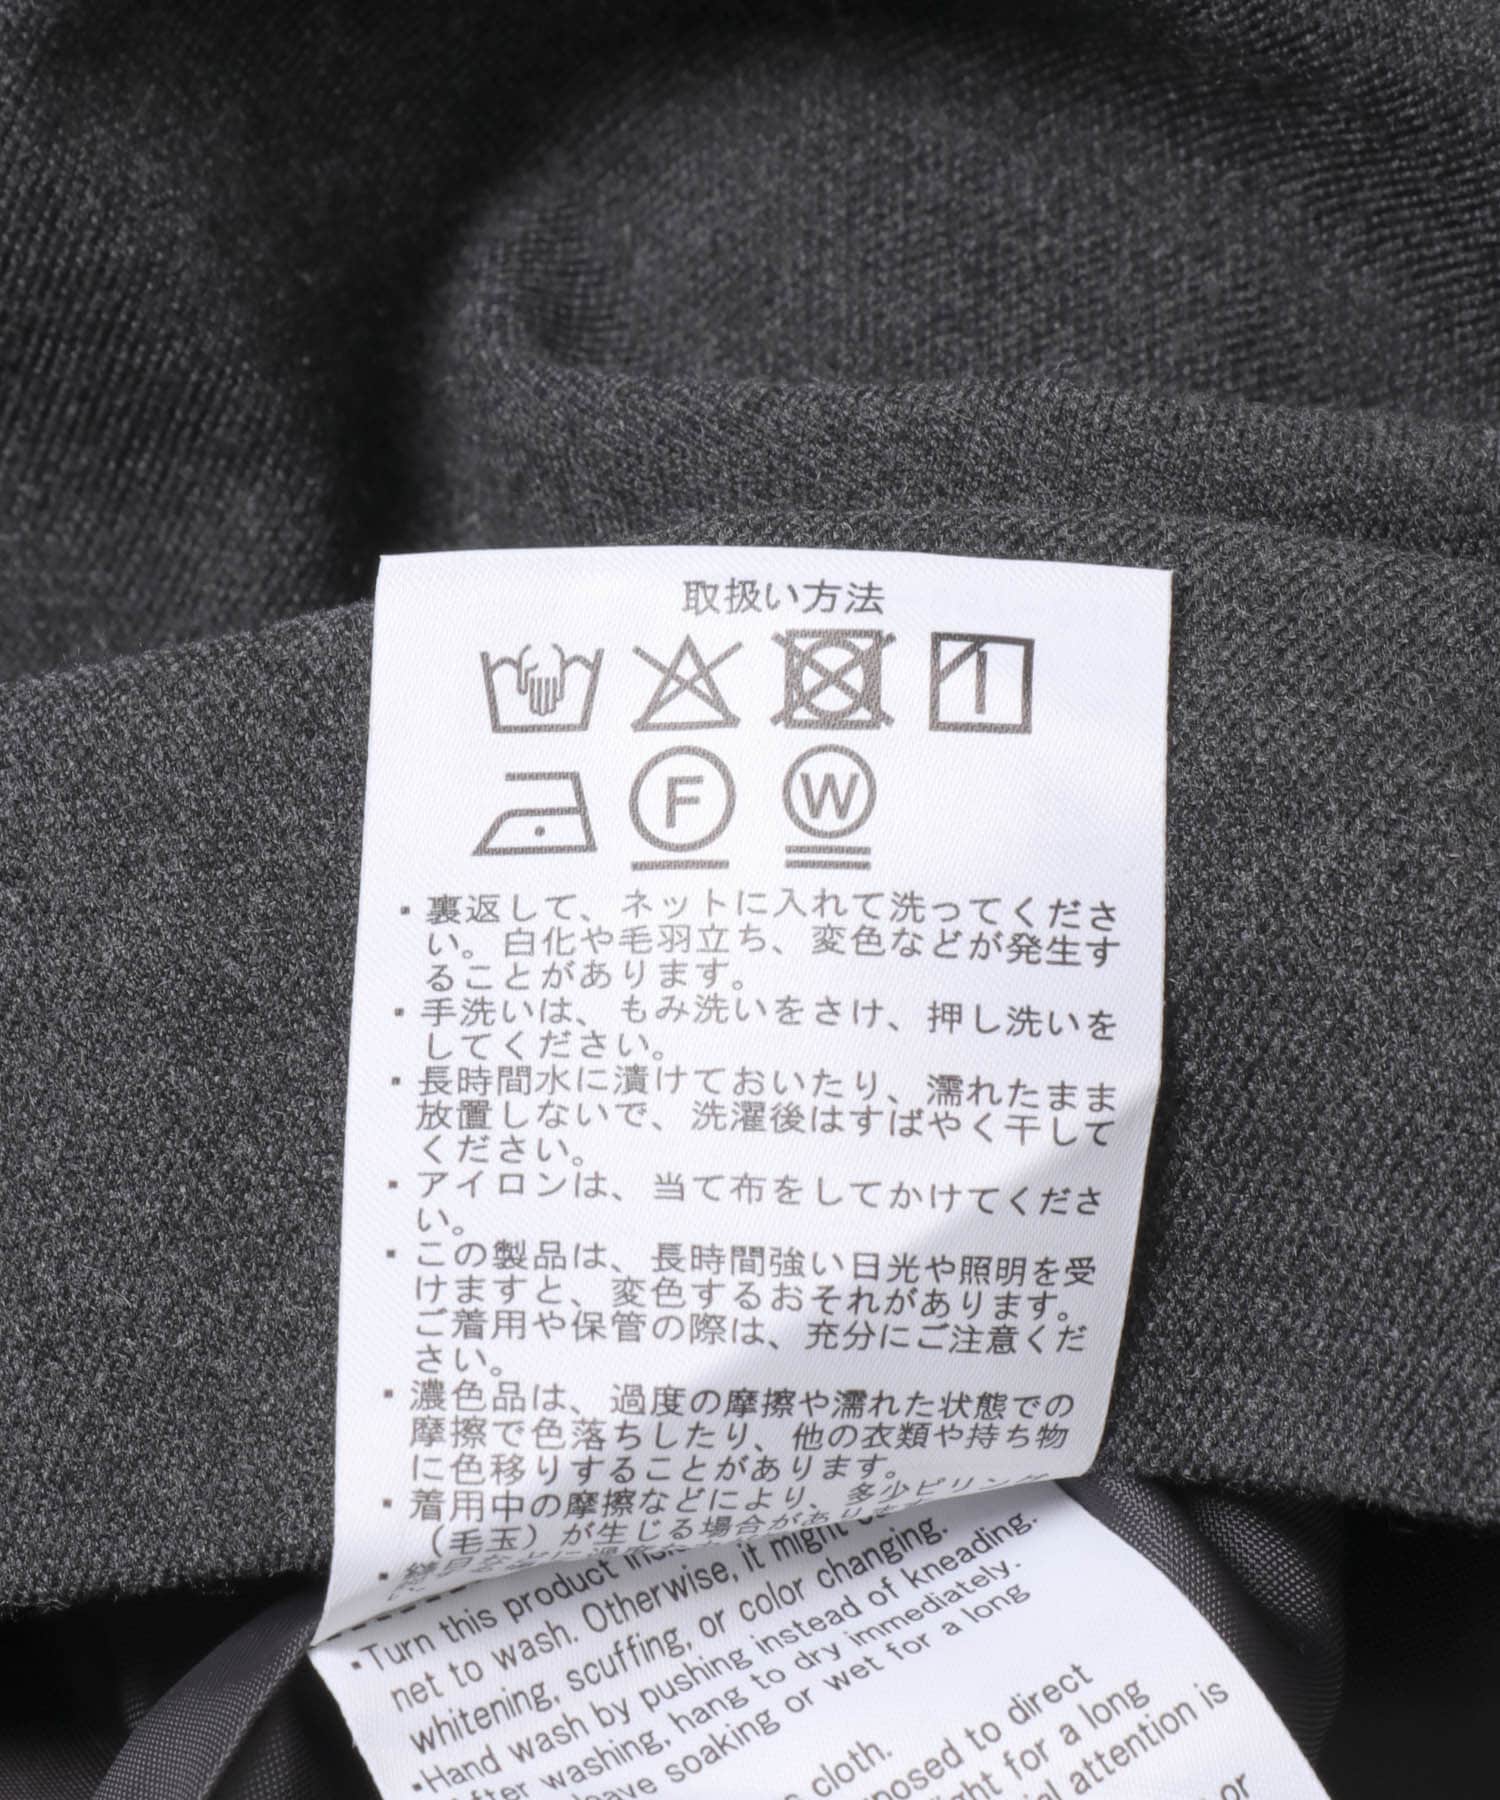 取扱い方法
F W
・裏返して、ネットに入れて洗ってくださ
い。白化や毛羽立ち、変色などが発生す
ることがあります。
・手洗いは、もみ洗いをさけ、押し洗いを
してください。
・長時間水に漬けておいたり、濡れたまま
放置しないで、洗濯後はすばやく干して
ください。
・アイロンは、当て布をしてかけてくださ
い。
・この製品は、長時間強い日光や照明を受
けますと、変色するおそれがあります。
ご着用や保管の際は、充分にご注意くだ
さい。
・濃色品は、過度の摩擦や濡れた状態での
摩擦で色落ちしたり、他の衣類や持ち物
に色移りすることがあります。
・着用中の摩擦などにより、多少ピリング
（毛玉）が生じる場合があります
・Turn this product
net to wash. Otherwise, it might
whitening, scuffing, or color changing.
・Hand wash by pushing instead of kneading.
After washing, hang to dry immediately.
soaking or wet for a long
cloth.
to direct
for a long
attention is
or